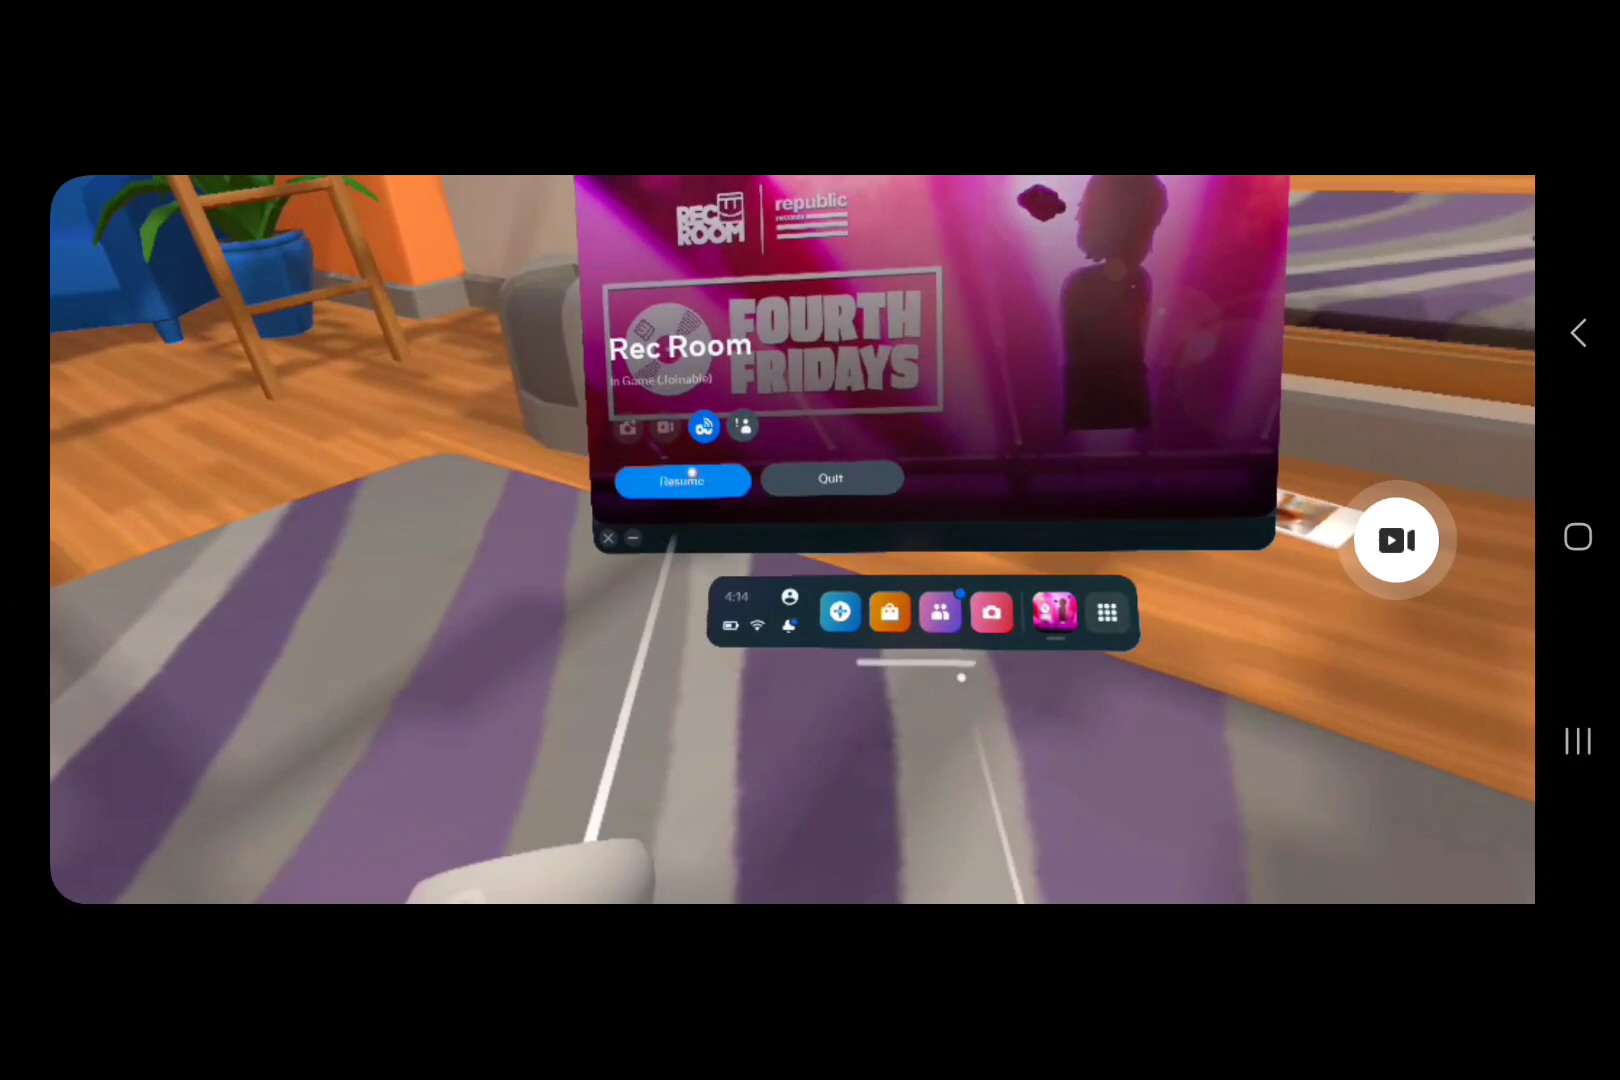 REC
ROOM
republic
records
FOURTH
FRIDAYS
Rec Room
In Game (Joinable)
Resume
Quit
4:14